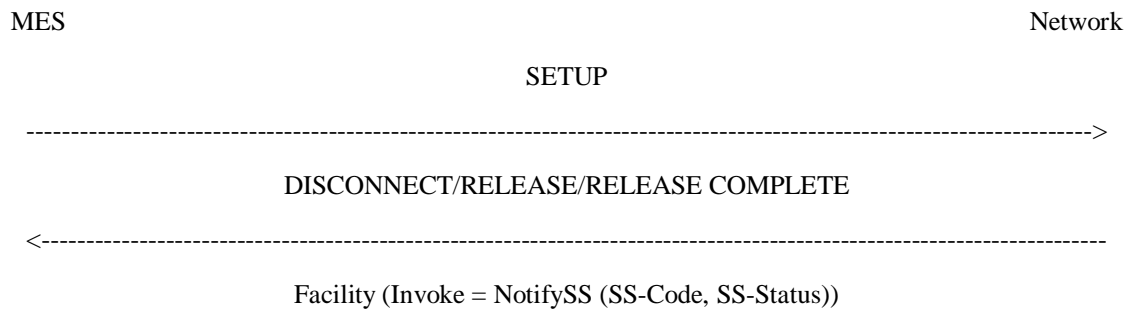 MES Network
SETUP
------------------------------------------------------------------------------------------------------------------------>
DISCONNECT/RELEASE/RELEASE COMPLETE
<------------------------------------------------------------------------------------------------------------------------
Facility (Invoke = NotifySS (SS-Code, SS-Status))